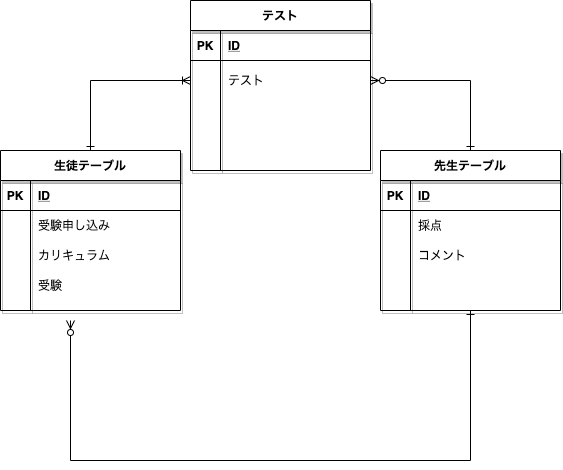 テスト
PK ID
テスト
生徒テーブル
PK ID
受験申し込み
カリキュラム
受験
先生テーブル
PK ID
採点
コメント